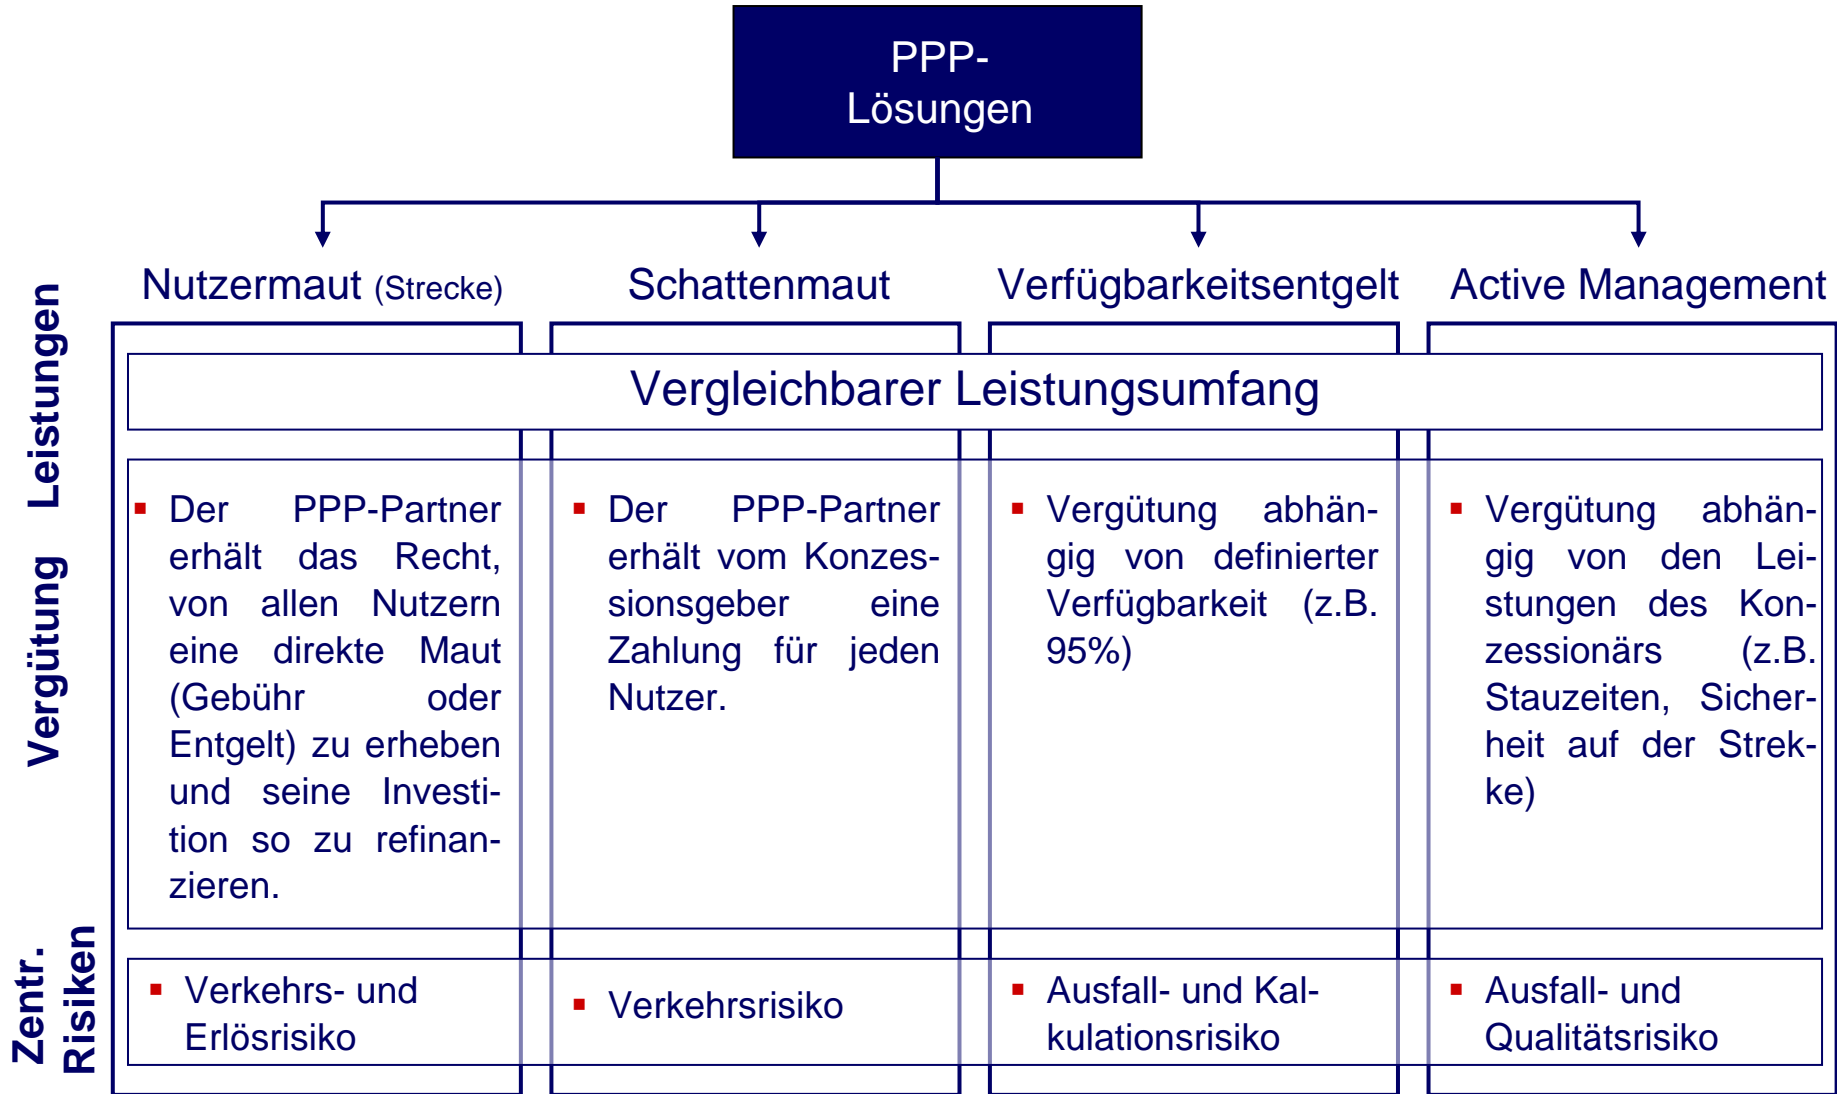 PPP-
Lösungen
Nutzermaut (Strecke)
Schattenmaut
Verfügbarkeitsentgelt
Active Management
Leistungen
Vergleichbarer Leistungsumfang
Vergütung
Der PPP-Partner
erhält das Recht,
von allen Nutzern
eine direkte Maut
(Gebühr oder
Entgelt) zu erheben
und seine Investi-
tion so zu refinan-
zieren.
Der PPP-Partner
erhält vom Konzes-
sionsgeber eine
Zahlung für jeden
Nutzer.
Vergütung abhän-
gig von definierter
Verfügbarkeit (z.B.
95%)
Vergütung abhän-
gig von den Lei-
stungen des Kon-
zessionärs (z.B.
Stauzeiten, Sicher-
heit auf der Strek-
ke)
Zentr.
Risiken
Verkehrs- und
Erlösrisiko
Verkehrsrisiko
Ausfall- und Kal-
kulationsrisiko
Ausfall- und
Qualitätsrisiko